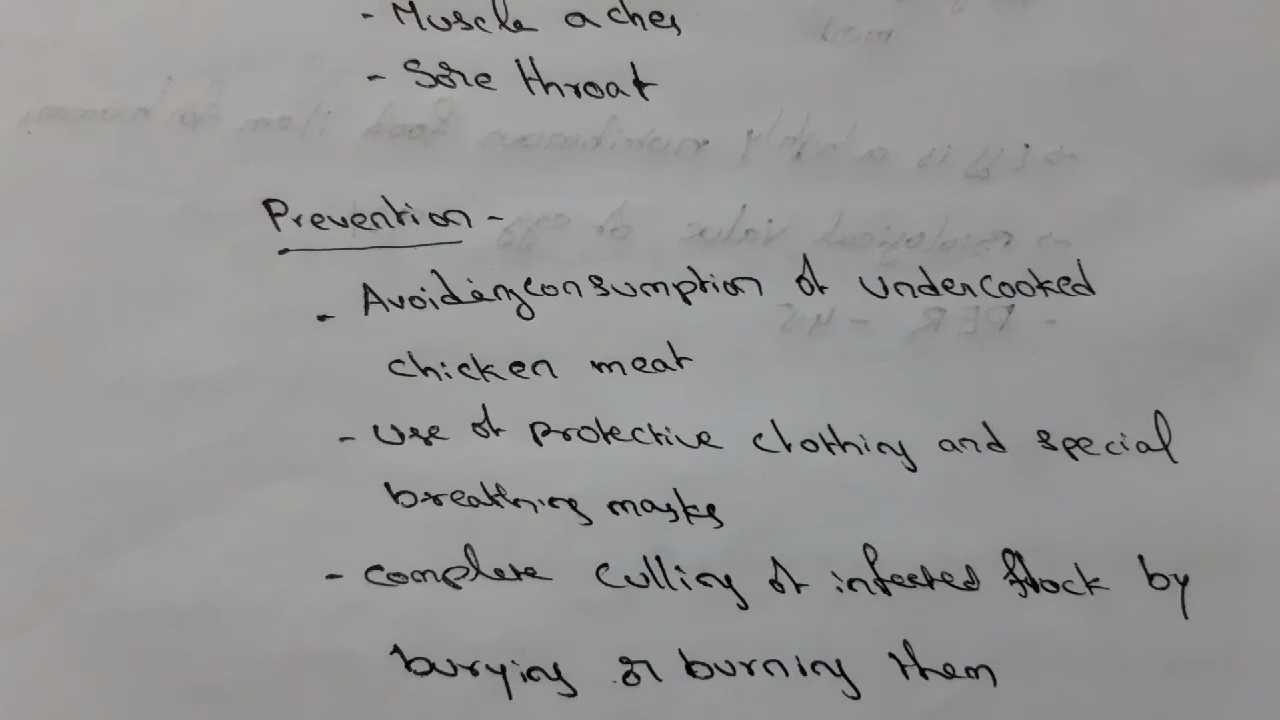 - Muscle aches
- Sore throat
Prevention -
- Avoiding consumption of undercooked
chicken meat
- Use of protective clothing and special
breathing masks
- Complete culling of infected flock by
burying or burning them